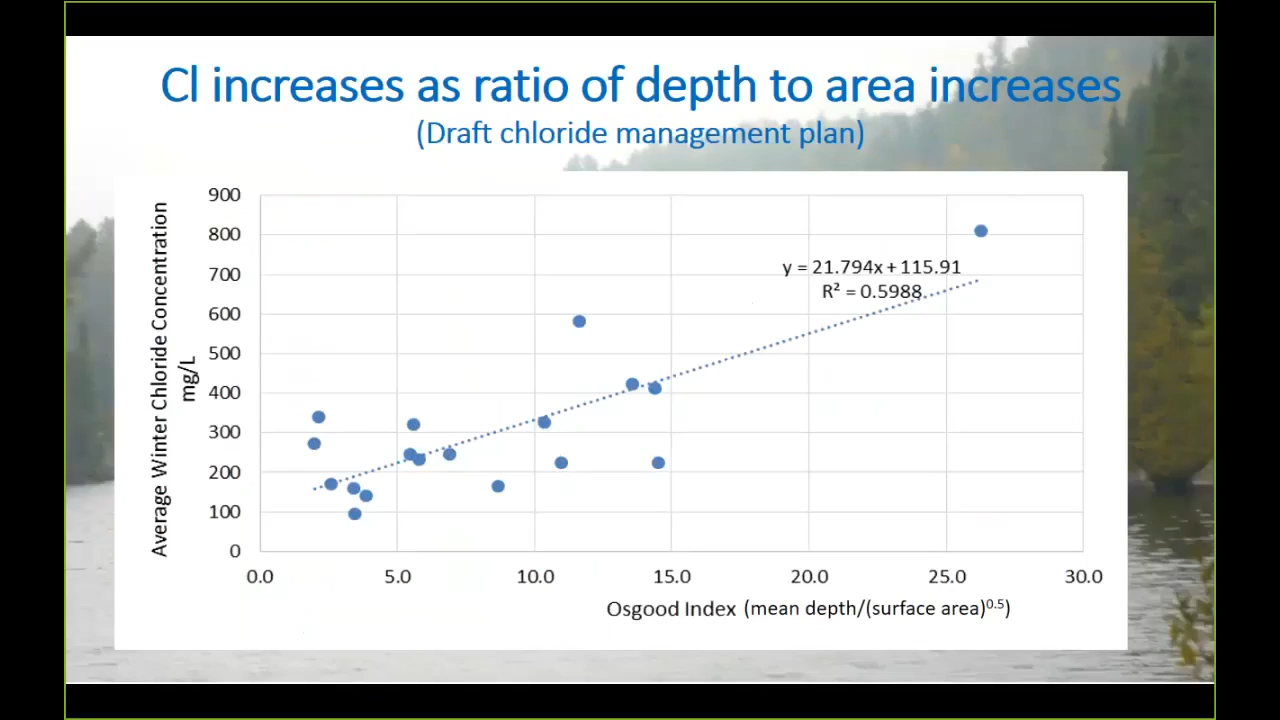 Cl increases as ratio of depth to area increases
(Draft chloride management plan)
Average Winter Chloride Concentration
mg/L
900
800
700
600
500
400
300
200
100
0
y = 21.794x + 115.91
R² = 0.5988
0.0 5.0 10.0 15.0 20.0 25.0 30.0
Osgood Index (mean depth/(surface area)^0.5)